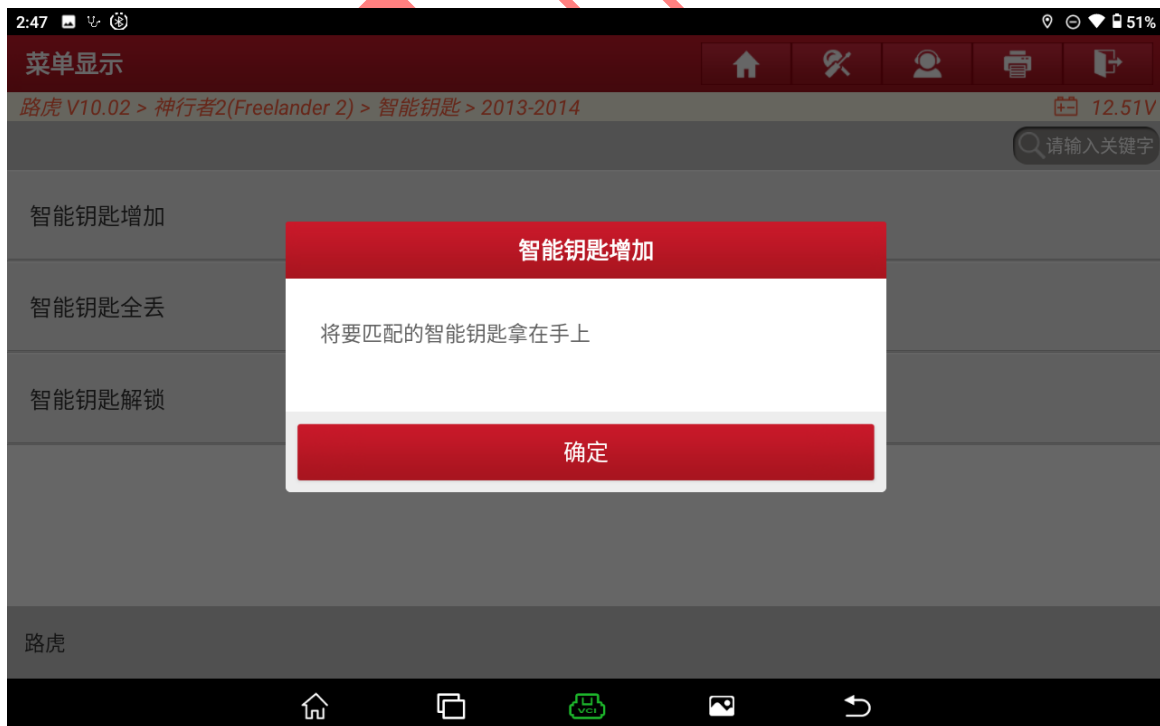 2:47 51%
菜单显示
路虎 V10.02 > 神行者2(Freelander 2) > 智能钥匙 > 2013-2014 12.51V
请输入关键字
智能钥匙增加
智能钥匙增加
智能钥匙全丢
将要匹配的智能钥匙拿在手上
智能钥匙解锁
确定
路虎
VCI